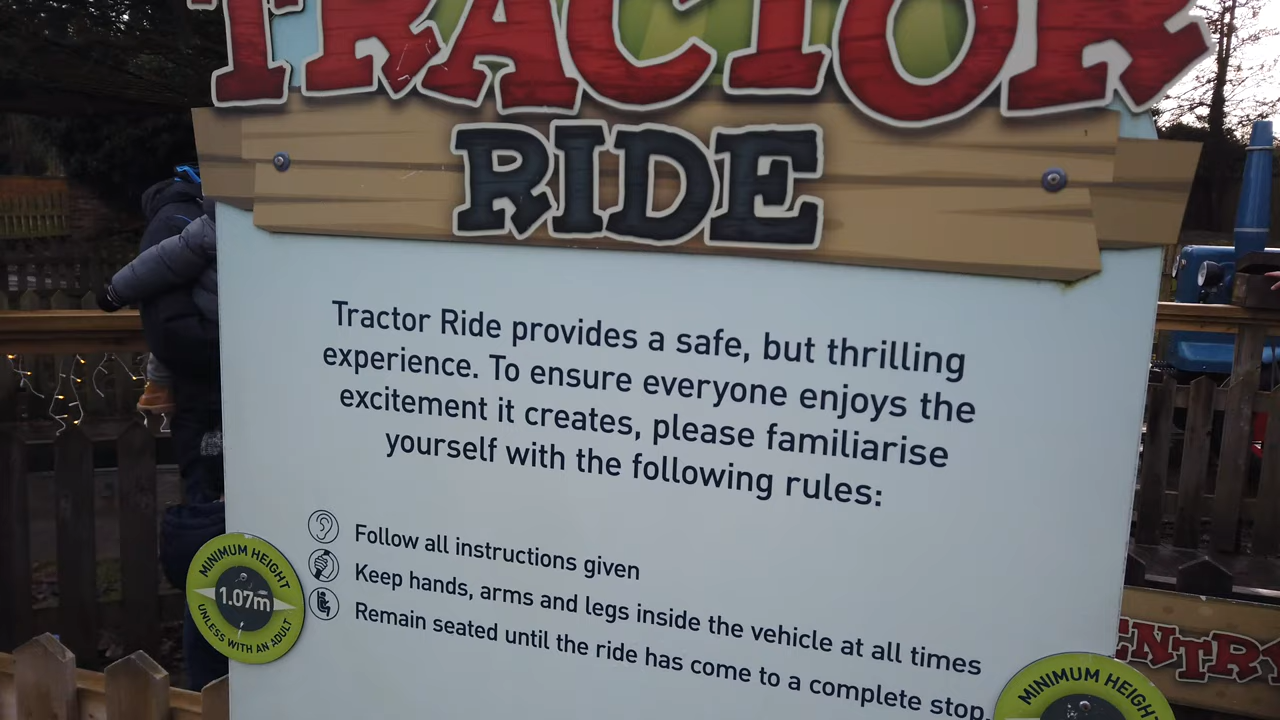 TRACTOR
RIDE
Tractor Ride provides a safe, but thrilling
experience. To ensure everyone enjoys the
excitement it creates, please familiarise
yourself with the following rules:
Follow all instructions given
Keep hands, arms and legs inside the vehicle at all times
Remain seated until the ride has come to a complete stop.
MINIMUM HEIGHT
1.07m
UNLESS WITH AN ADULT
MINIMUM HEIGHT
ENTRY